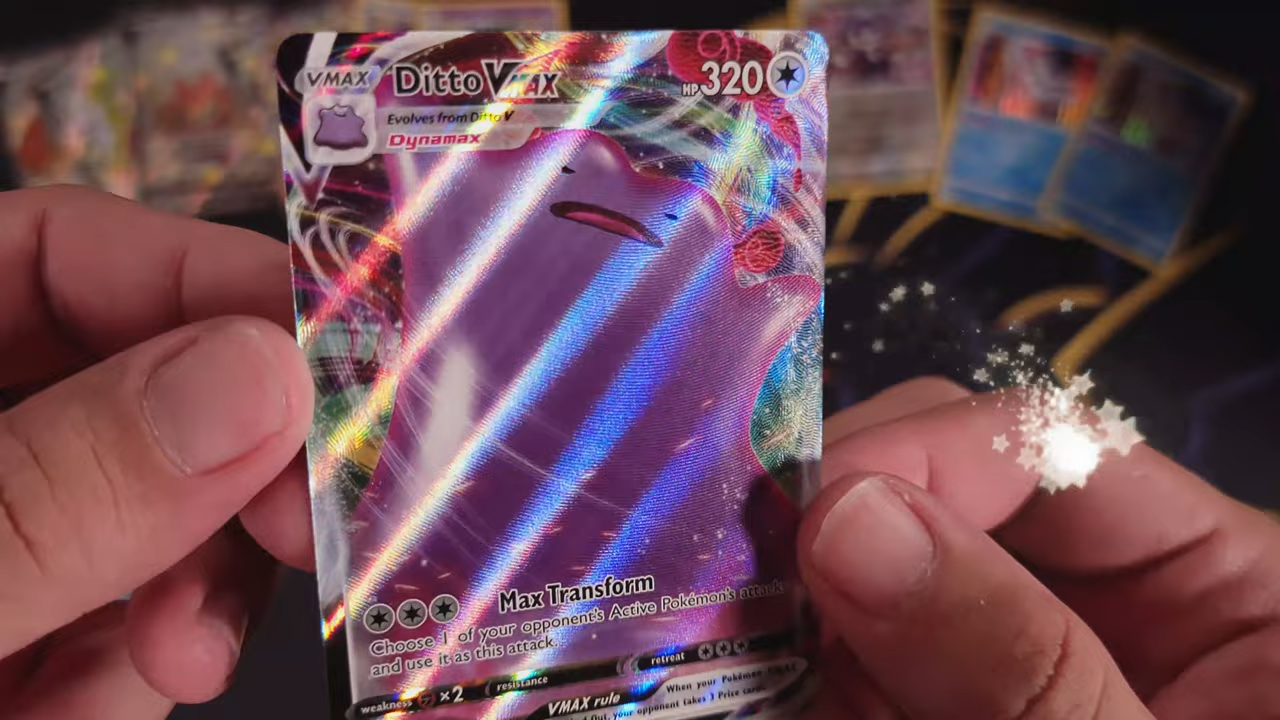 VMAX Ditto VMAX HP 320
Evolves from Ditto V
Dynamax
Max Transform
Choose 1 of your opponent's Active Pokémon's attacks
and use it as this attack.
weakness ×2 resistance retreat
VMAX rule When your Pokémon VMAX
Out, your opponent takes 3 Prize cards.